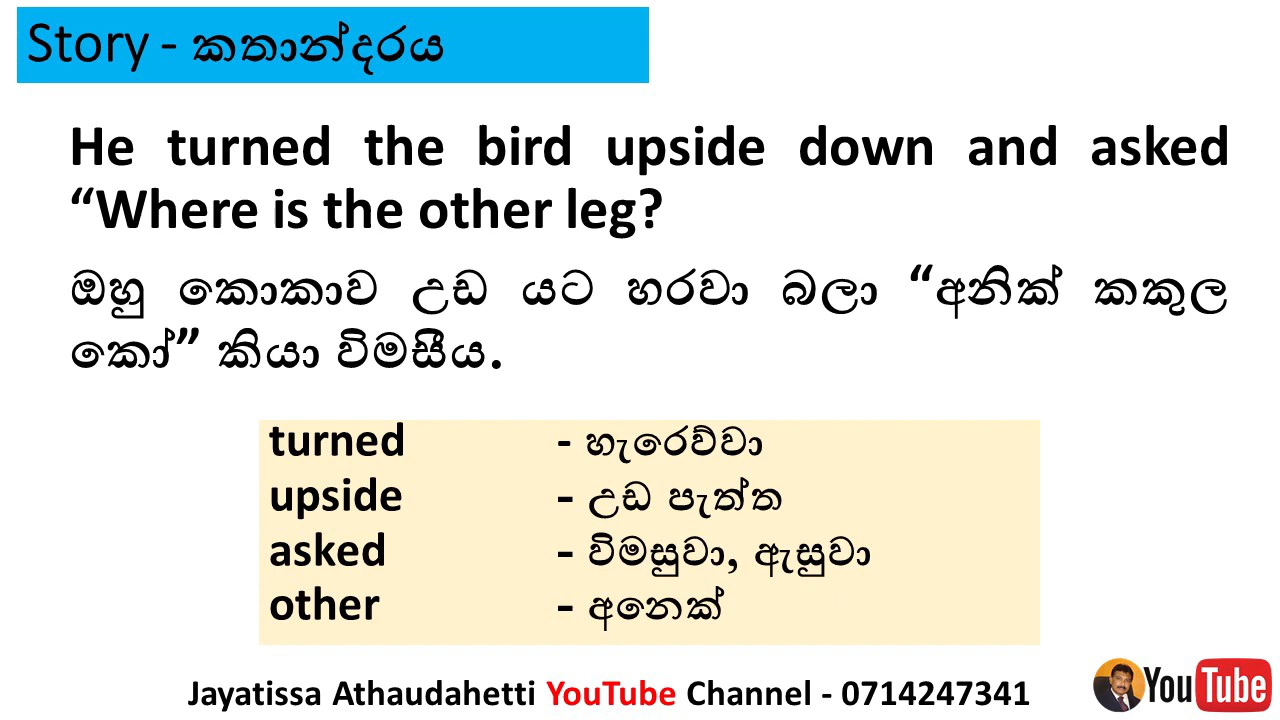 Story - කතාන්දරය
He turned the bird upside down and asked
“Where is the other leg?
ඔහු කොකාව උඩ යට හරවා බලා “අනික් කකුල
කෝ” කියා විමසීය.
turned - හැරෙව්වා
upside - උඩ පැත්ත
asked - විමසුවා, ඇසුවා
other - අනෙක්
Jayatissa Athaudahetti YouTube Channel - 0714247341
YouTube